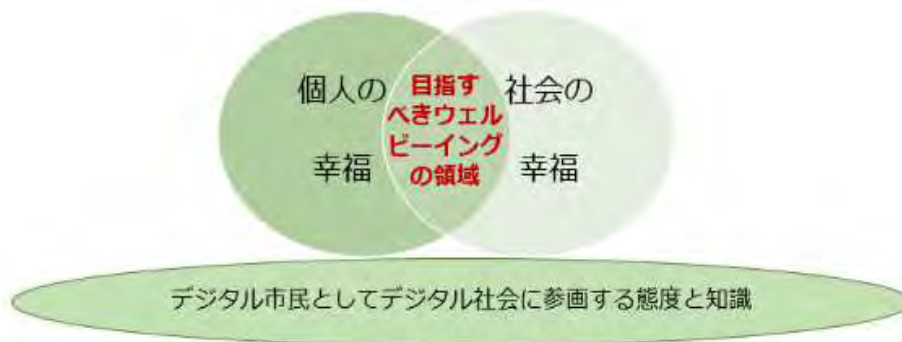 個人の
幸福
目指す
べきウェル
ビーイング
の領域
社会の
幸福
デジタル市民としてデジタル社会に参画する態度と知識